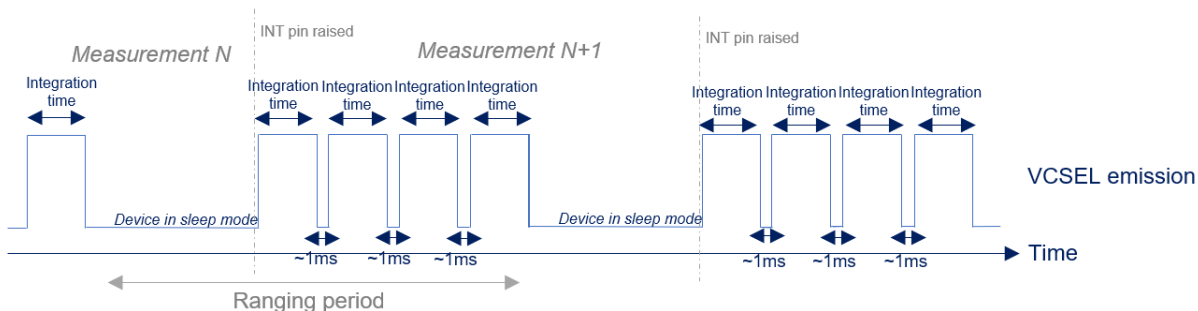 INT pin raised
INT pin raised
Measurement N
Measurement N+1
Integration
time
Integration
time
Integration
time
Integration
time
Integration
time
Integration
time
Integration
time
Integration
time
Integration
time
VCSEL emission
Device in sleep mode
Device in sleep mode
~1ms
~1ms
~1ms
~1ms
~1ms
~1ms
Time
Ranging period